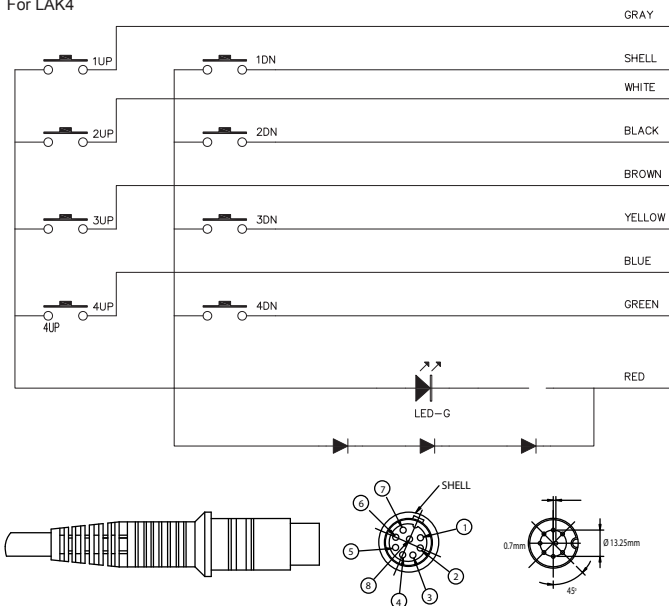 For LAK4
GRAY
1UP
1DN
SHELL
WHITE
2UP
2DN
BLACK
BROWN
3UP
3DN
YELLOW
BLUE
4UP
4DN
GREEN
4UP
RED
LED-G
7
SHELL
6
1
5
2
8
3
4
0.7mm
Ø 13.25mm
45°